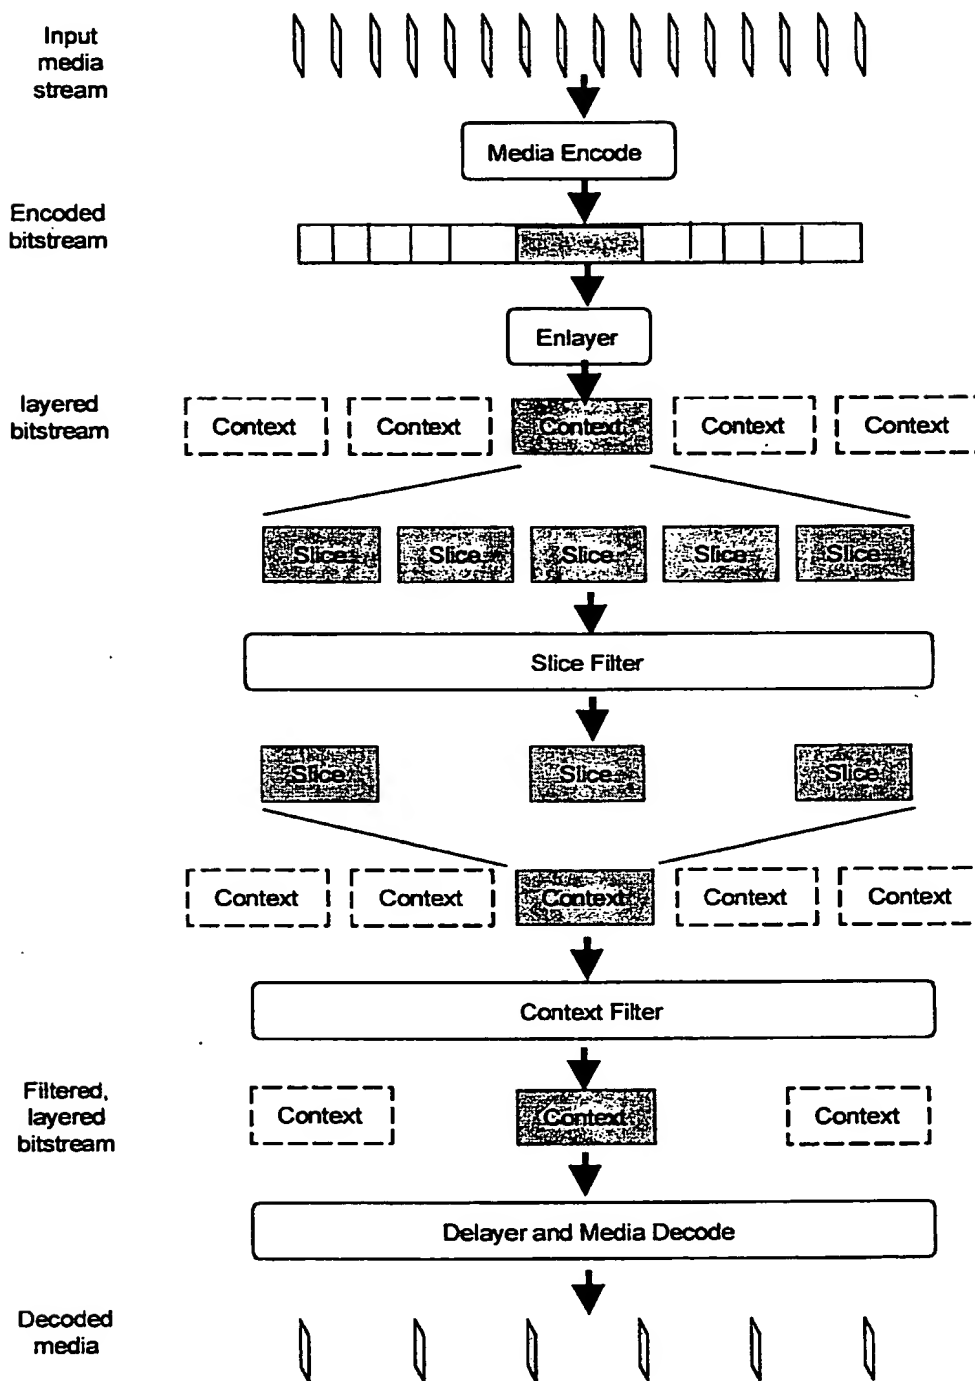 Input
media
stream
Media Encode
Encoded
bitstream
Enlayer
layered
bitstream
Context Context Context Context Context
Slice Slice Slice Slice Slice
Slice Filter
Slice Slice Slice
Context Context Context Context Context
Context Filter
Filtered,
layered
bitstream
Context Context Context
Delayer and Media Decode
Decoded
media